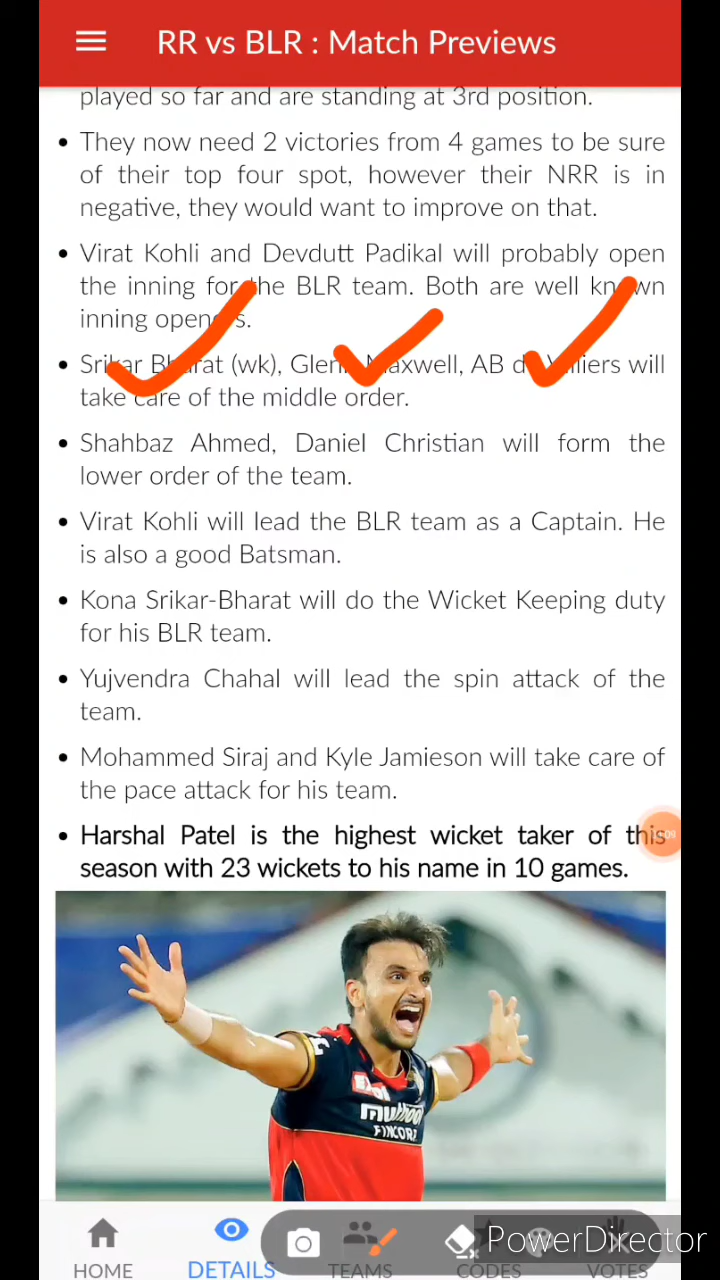 RR vs BLR : Match Previews
played so far and are standing at 3rd position.
They now need 2 victories from 4 games to be sure
of their top four spot, however their NRR is in
negative, they would want to improve on that.
Virat Kohli and Devdutt Padikal will probably open
the inning for the BLR team. Both are well known
inning openers.
Srikar Bharat (wk), Glenn Maxwell, AB de Villiers will
take care of the middle order.
Shahbaz Ahmed, Daniel Christian will form the
lower order of the team.
Virat Kohli will lead the BLR team as a Captain. He
is also a good Batsman.
Kona Srikar-Bharat will do the Wicket Keeping duty
for his BLR team.
Yujvendra Chahal will lead the spin attack of the
team.
Mohammed Siraj and Kyle Jamieson will take care of
the pace attack for his team.
Harshal Patel is the highest wicket taker of this
season with 23 wickets to his name in 10 games.
FINCORP
PowerDirector
HOME DETAILS TEAMS CODES VOTES